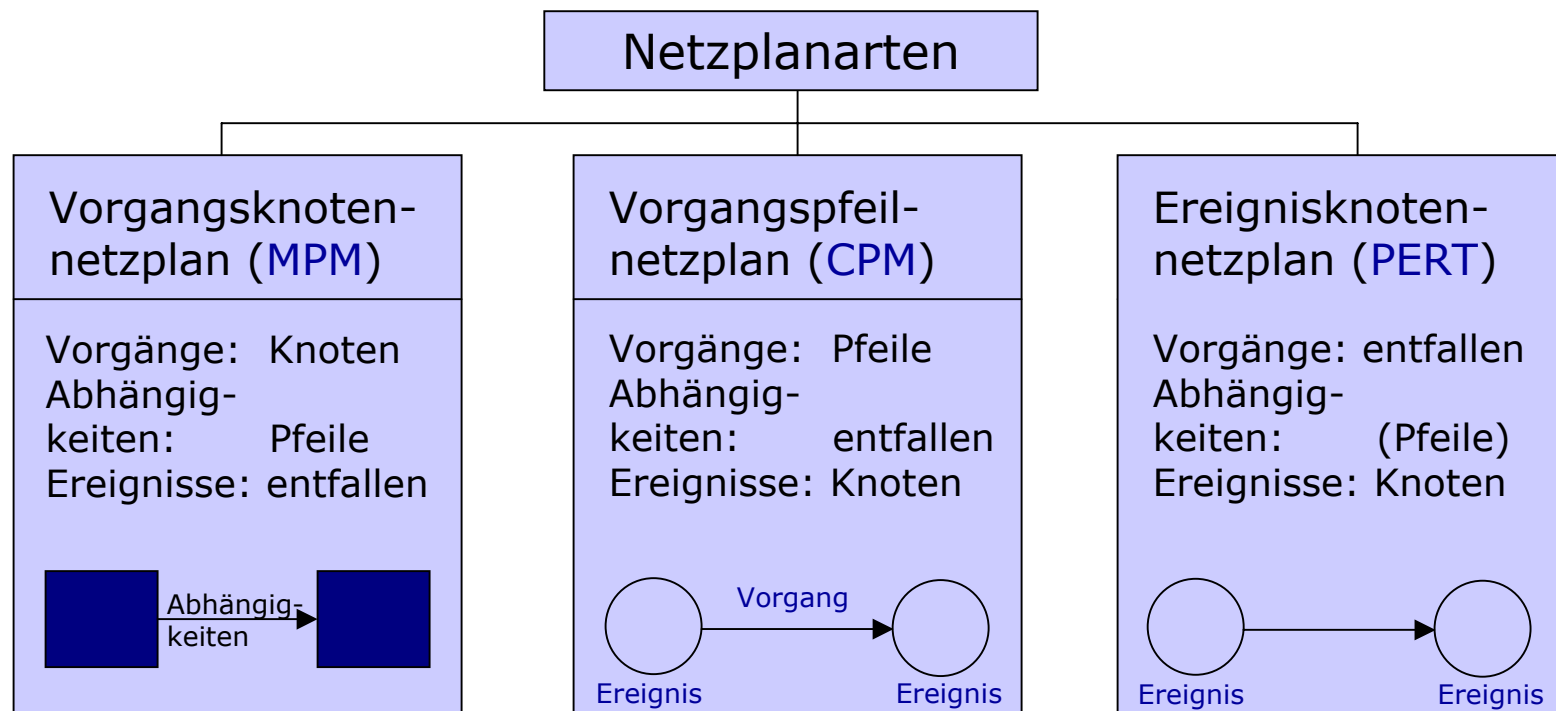 Netzplanarten
Vorgangsknoten-
netzplan (MPM)
Vorgänge: Knoten
Abhängig-
keiten: Pfeile
Ereignisse: entfallen
Abhängig-
keiten
Vorgangspfeil-
netzplan (CPM)
Vorgänge: Pfeile
Abhängig-
keiten: entfallen
Ereignisse: Knoten
Vorgang
Ereignis Ereignis
Ereignisknoten-
netzplan (PERT)
Vorgänge: entfallen
Abhängig-
keiten: (Pfeile)
Ereignisse: Knoten
Ereignis Ereignis